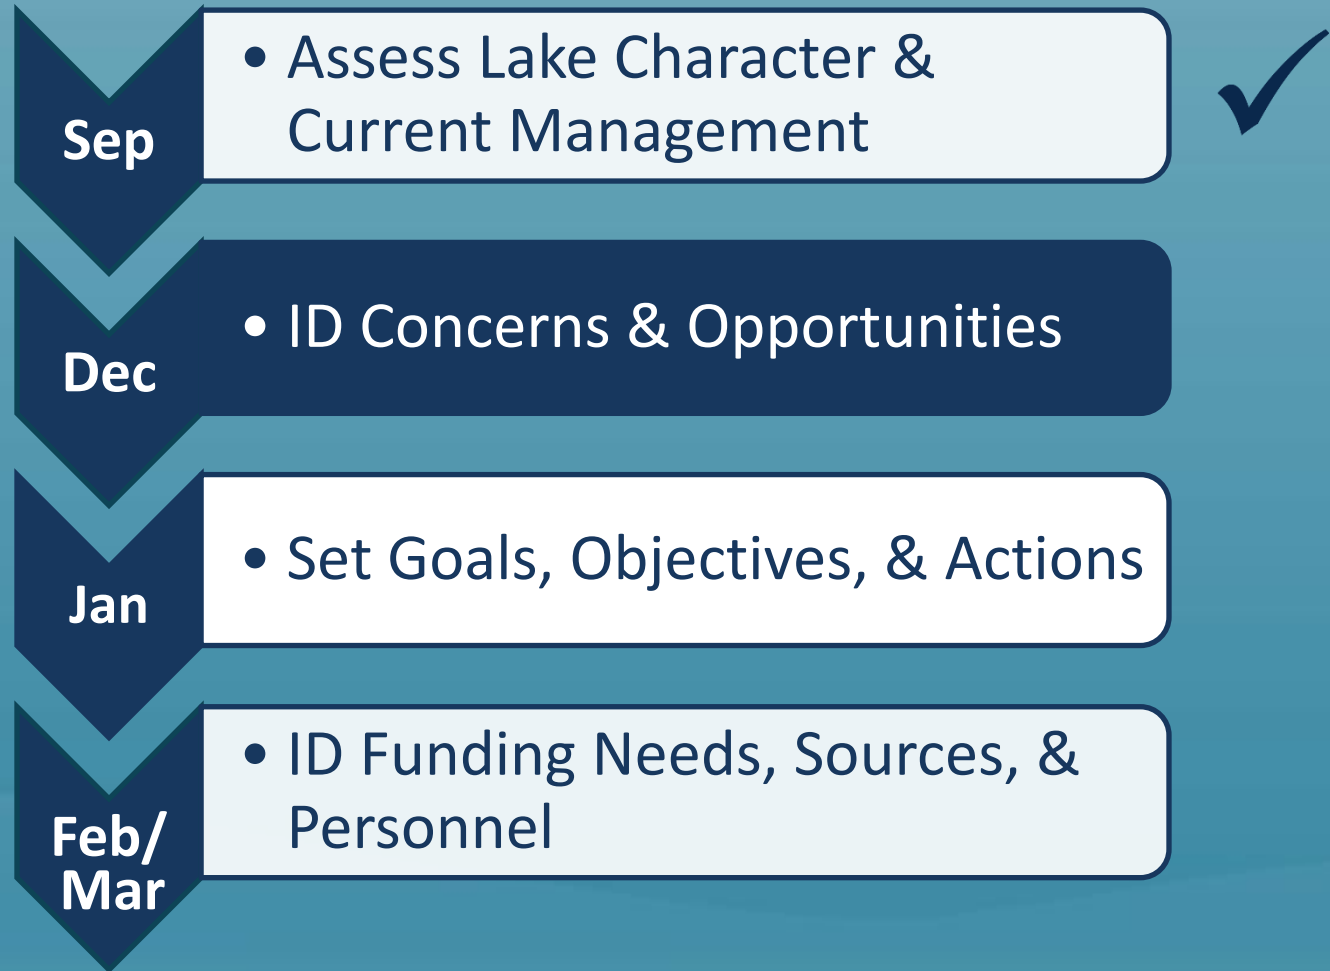 Sep
• Assess Lake Character &
Current Management
Dec
• ID Concerns & Opportunities
Jan
• Set Goals, Objectives, & Actions
Feb/
Mar
• ID Funding Needs, Sources, &
Personnel